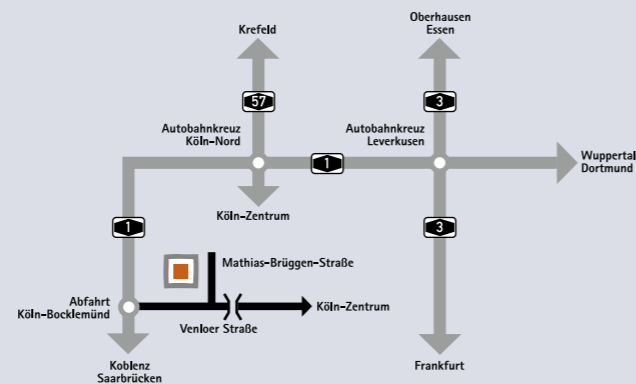 Krefeld
Oberhausen
Essen
57
3
Autobahnkreuz
Köln-Nord
Autobahnkreuz
Leverkusen
1
Wuppertal
Dortmund
Köln-Zentrum
1
3
Mathias-Brüggen-Straße
Abfahrt
Köln-Bocklemünd
Köln-Zentrum
Venloer Straße
Koblenz
Saarbrücken
Frankfurt